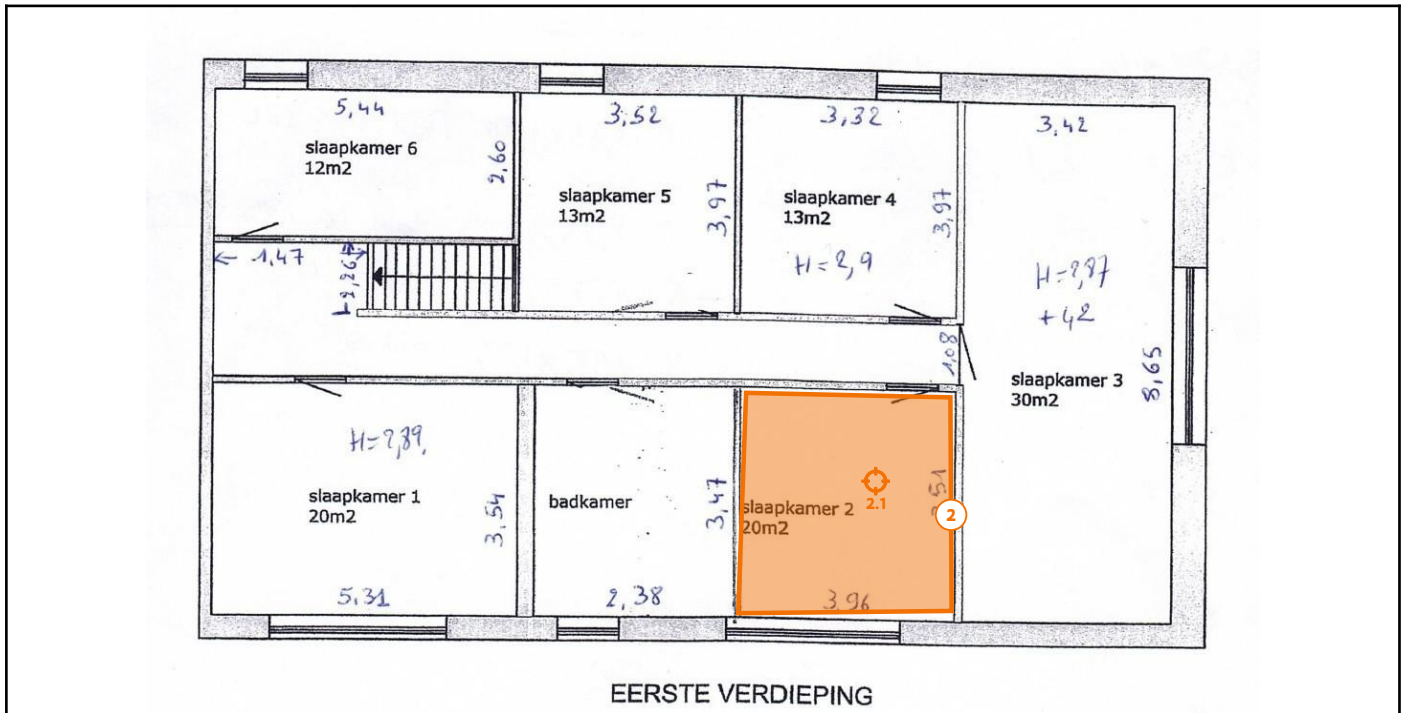 5,44
3,52
3,32
3,42
slaapkamer 6
12m2
2,60
slaapkamer 5
13m2
3,97
slaapkamer 4
13m2
3,97
H=2,9
← 1,47 →
2,26
H=2,87
+42
1,08
slaapkamer 3
30m2
8,65
H=2,89
slaapkamer 1
20m2
3,54
badkamer
3,47
slaapkamer 2
20m2
2.1
3,51
2
5,31
2,38
3,96
EERSTE VERDIEPING